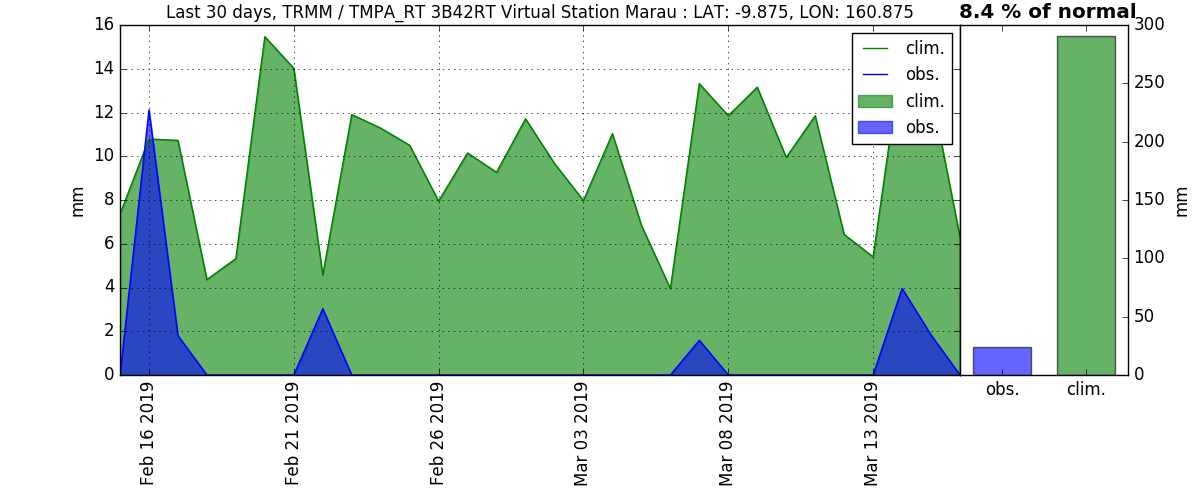 Last 30 days, TRMM / TMPA_RT 3B42RT Virtual Station Marau : LAT: -9.875, LON: 160.875
8.4 % of normal
16
14
12
10
8
6
4
2
0
mm
clim.
obs.
clim.
obs.
300
250
200
150
100
50
0
mm
Feb 16 2019
Feb 21 2019
Feb 26 2019
Mar 03 2019
Mar 08 2019
Mar 13 2019
obs.
clim.